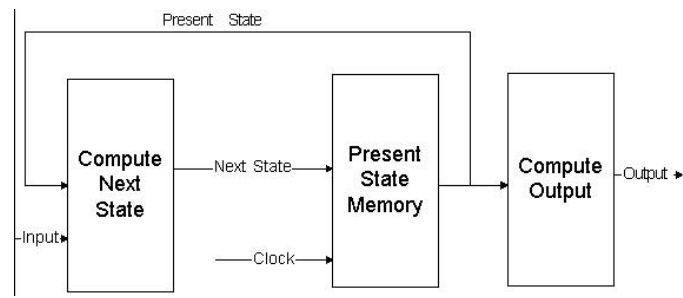 Present State
Compute
Next
State
Next State
Present
State
Memory
Compute
Output
Output
Input
Clock